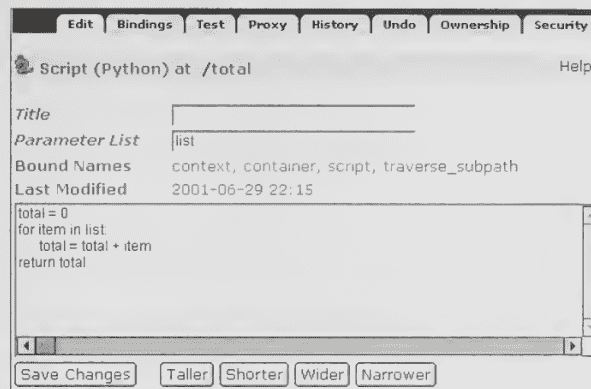 Edit Bindings Test Proxy History Undo Ownership Security
Script (Python) at /total Help
Title
Parameter List list
Bound Names context, container, script, traverse_subpath
Last Modified 2001-06-29 22:15
total = 0
for item in list:
total = total + item
return total
Save Changes Taller Shorter Wider Narrower